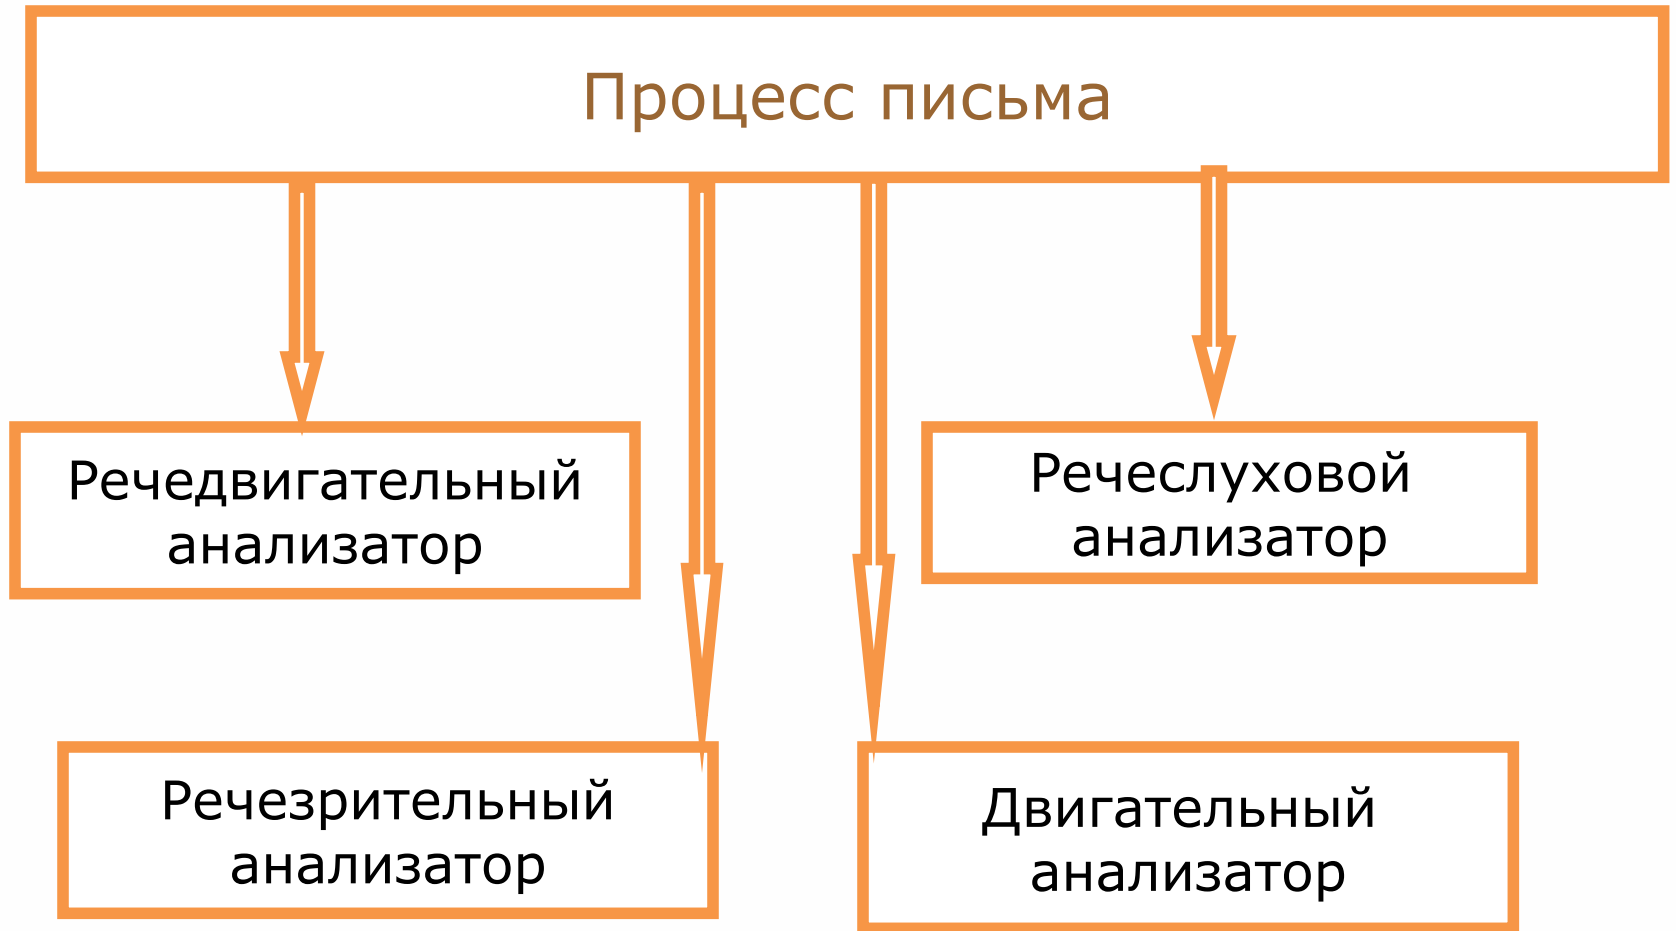 Процесс письма
Речедвигательный
анализатор
Речеслуховой
анализатор
Речезрительный
анализатор
Двигательный
анализатор